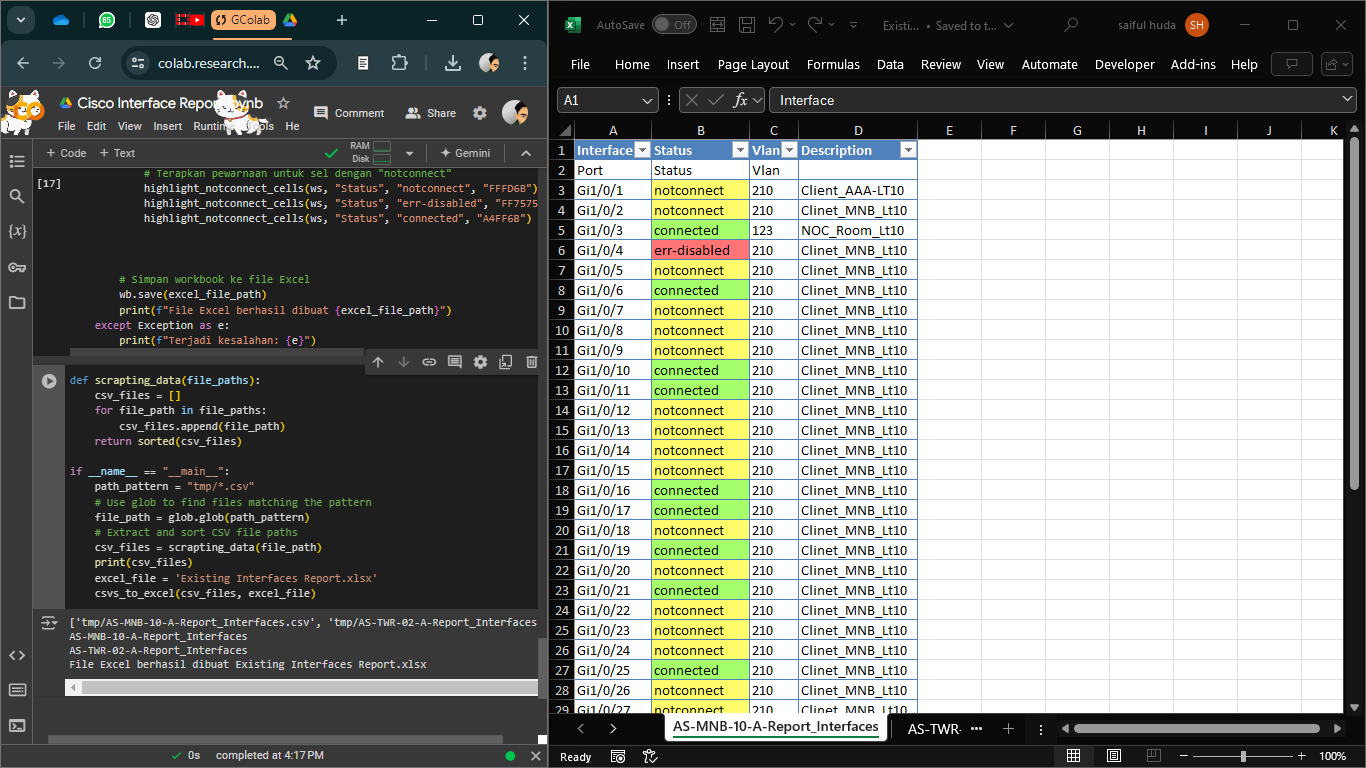 GCcolab
colab.research....
Cisco Interface Repor
ynb
File Edit View Insert Runtin
ools He
Comment
Share
+ Code + Text
RAM
Disk
Gemini
[17]
# Terapkan pewarnaan untuk sel dengan "notconnect"
highlight_notconnect_cells(ws, "Status", "notconnect", "FFFD6B")
highlight_notconnect_cells(ws, "Status", "err-disabled", "FF7575
highlight_notconnect_cells(ws, "Status", "connected", "A4FF6B")
# Simpan workbook ke file Excel
wb.save(excel_file_path)
print(f"File Excel berhasil dibuat {excel_file_path}")
except Exception as e:
print(f"Terjadi kesalahan: {e}")
def scrapting_data(file_paths):
csv_files = []
for file_path in file_paths:
csv_files.append(file_path)
return sorted(csv_files)
if __name__ == "__main__":
path_pattern = "tmp/*.csv"
# Use glob to find files matching the pattern
file_path = glob.glob(path_pattern)
# Extract and sort CSV file paths
csv_files = scrapting_data(file_path)
print(csv_files)
excel_file = 'Existing Interfaces Report.xlsx'
csvs_to_excel(csv_files, excel_file)
['tmp/AS-MNB-10-A-Report_Interfaces.csv', 'tmp/AS-TWR-02-A-Report_Interfaces
AS-MNB-10-A-Report_Interfaces
AS-TWR-02-A-Report_Interfaces
File Excel berhasil dibuat Existing Interfaces Report.xlsx
0s completed at 4:17 PM
AutoSave Off
Existi... • Saved to t...
saiful huda SH
File Home Insert Page Layout Formulas Data Review View Automate Developer Add-ins Help
A1 fx Interface
A B C D E F G H I J K
1 Interface Status Vlan Description
2 Port Status Vlan
3 Gi1/0/1 notconnect 210 Client_AAA-LT10
4 Gi1/0/2 notconnect 210 Clinet_MNB_Lt10
5 Gi1/0/3 connected 123 NOC_Room_Lt10
6 Gi1/0/4 err-disabled 210 Clinet_MNB_Lt10
7 Gi1/0/5 notconnect 210 Clinet_MNB_Lt10
8 Gi1/0/6 connected 210 Clinet_MNB_Lt10
9 Gi1/0/7 notconnect 210 Clinet_MNB_Lt10
10 Gi1/0/8 notconnect 210 Clinet_MNB_Lt10
11 Gi1/0/9 notconnect 210 Clinet_MNB_Lt10
12 Gi1/0/10 connected 210 Clinet_MNB_Lt10
13 Gi1/0/11 connected 210 Clinet_MNB_Lt10
14 Gi1/0/12 notconnect 210 Clinet_MNB_Lt10
15 Gi1/0/13 notconnect 210 Clinet_MNB_Lt10
16 Gi1/0/14 notconnect 210 Clinet_MNB_Lt10
17 Gi1/0/15 notconnect 210 Clinet_MNB_Lt10
18 Gi1/0/16 connected 210 Clinet_MNB_Lt10
19 Gi1/0/17 connected 210 Clinet_MNB_Lt10
20 Gi1/0/18 notconnect 210 Clinet_MNB_Lt10
21 Gi1/0/19 connected 210 Clinet_MNB_Lt10
22 Gi1/0/20 notconnect 210 Clinet_MNB_Lt10
23 Gi1/0/21 connected 210 Clinet_MNB_Lt10
24 Gi1/0/22 notconnect 210 Clinet_MNB_Lt10
25 Gi1/0/23 notconnect 210 Clinet_MNB_Lt10
26 Gi1/0/24 notconnect 210 Clinet_MNB_Lt10
27 Gi1/0/25 connected 210 Clinet_MNB_Lt10
28 Gi1/0/26 notconnect 210 Clinet_MNB_Lt10
29 Gi1/0/27 notconnect 210 Clinet_MNB_Lt10
AS-MNB-10-A-Report_Interfaces AS-TWR- ...
Ready
100%